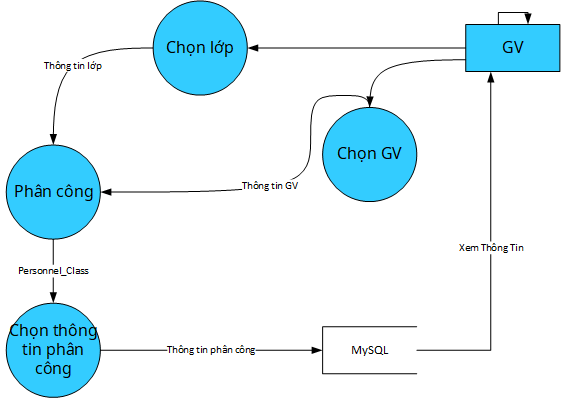 Chọn lớp
GV
Thông tin lớp
Chọn GV
Phân công
Thông tin GV
Xem Thông Tin
Personnel_Class
Chọn thông
tin phân
công
Thông tin phân công
MySQL